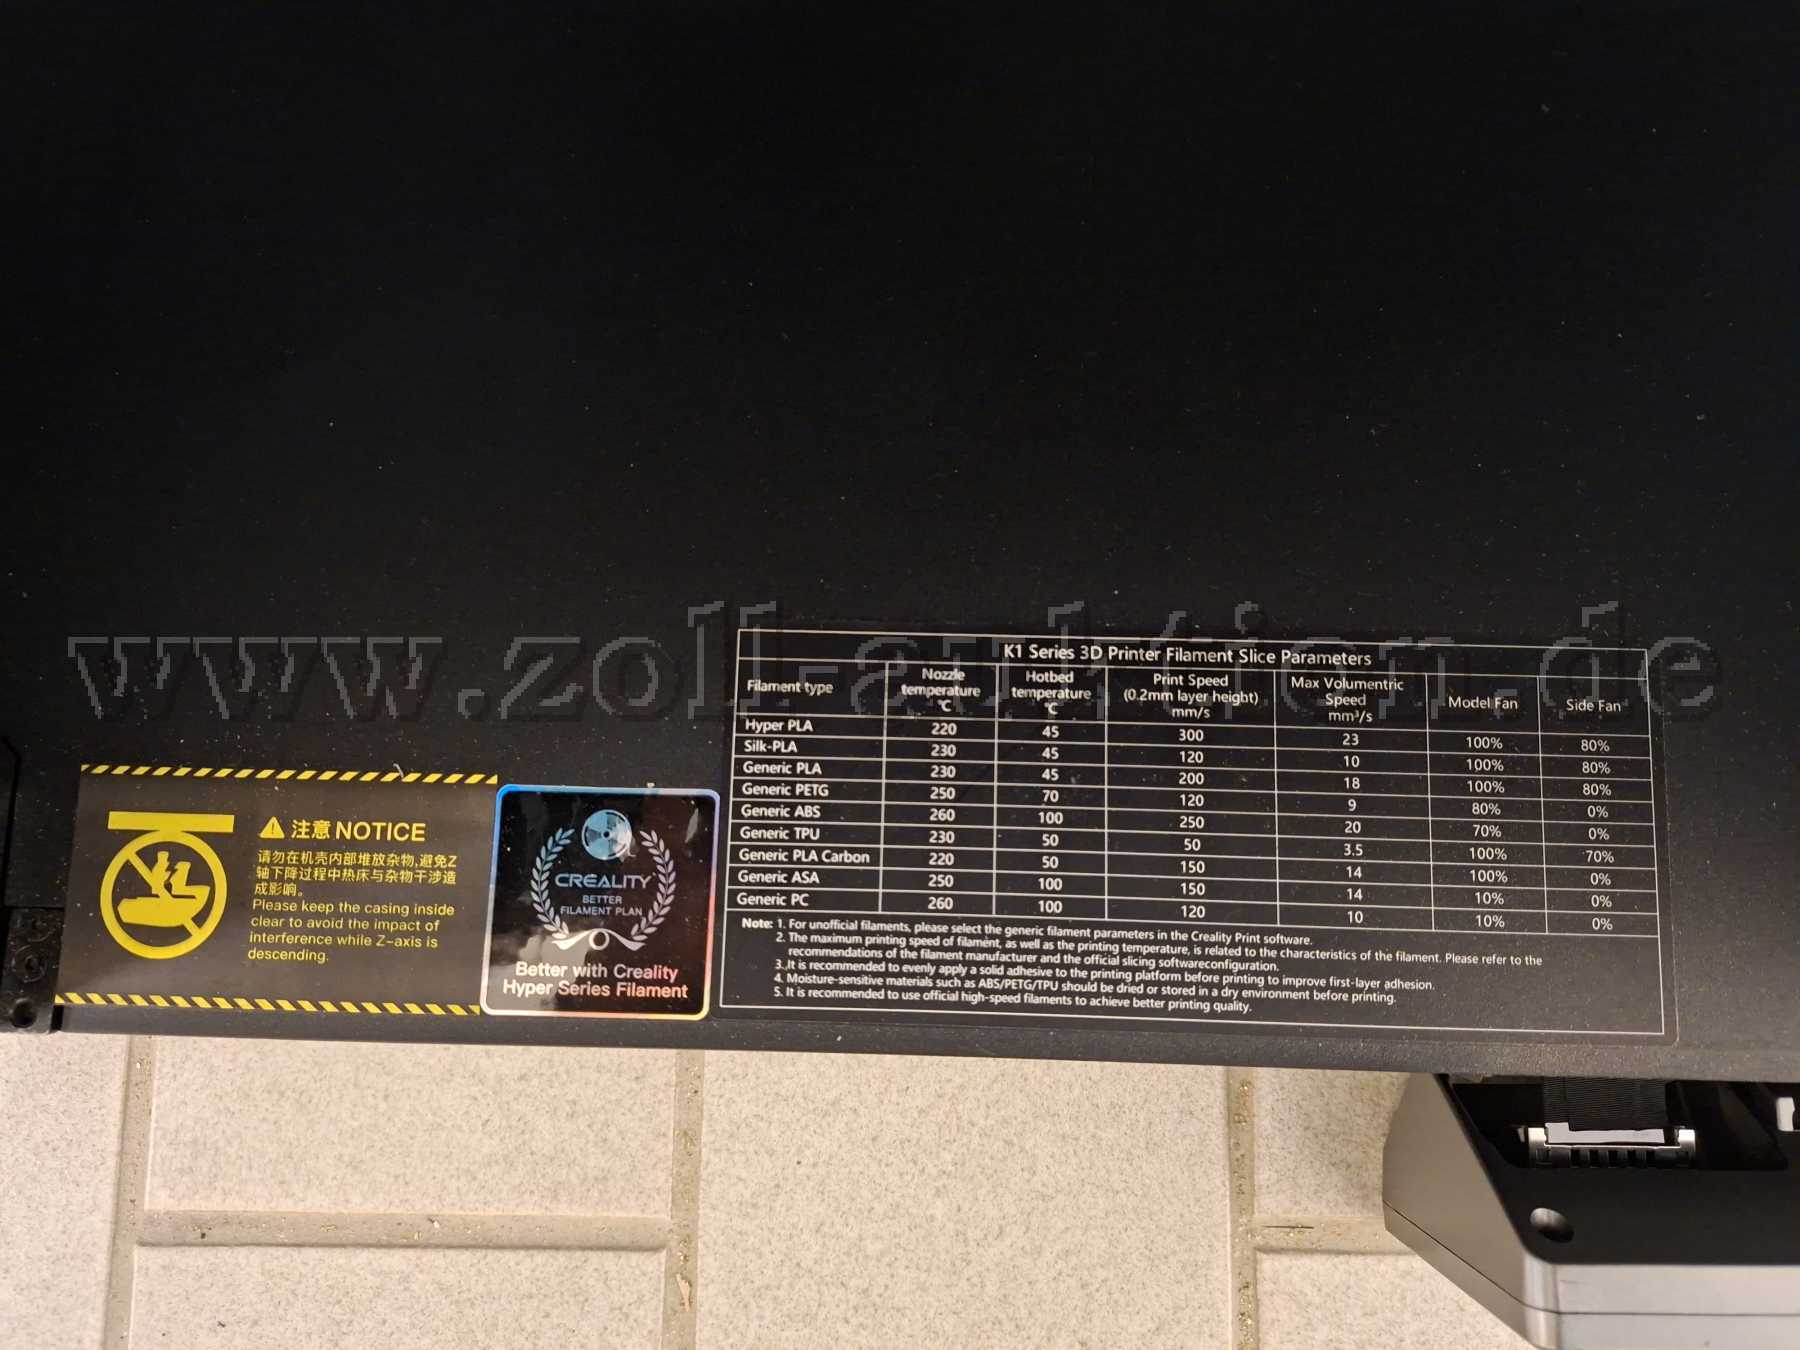 www.zoll-auktion.de
注意 NOTICE
请勿在机壳内部堆放杂物,避免Z
轴下降过程中热床与杂物干涉造
成影响。
Please keep the casing inside
clear to avoid the impact of
interference while Z-axis is
descending.
CREALITY
BETTER
FILAMENT PLAN
Better with Creality
Hyper Series Filament
K1 Series 3D Printer Filament Slice Parameters
Filament type
Nozzle
temperature
℃
Hotbed
temperature
℃
Print Speed
(0.2mm layer height)
mm/s
Max Volumentric
Speed
mm³/s
Model Fan
Side Fan
Hyper PLA 220 45 300 23 100% 80%
Silk-PLA 230 45 120 10 100% 80%
Generic PLA 230 45 200 18 100% 80%
Generic PETG 250 70 120 9 80% 0%
Generic ABS 260 100 250 20 70% 0%
Generic TPU 230 50 50 3.5 100% 70%
Generic PLA Carbon 220 50 150 14 100% 0%
Generic ASA 250 100 150 14 10% 0%
Generic PC 260 100 120 10 10% 0%
Note: 1. For unofficial filaments, please select the generic filament parameters in the Creality Print software.
2. The maximum printing speed of filament, as well as the printing temperature, is related to the characteristics of the filament. Please refer to the
recommendations of the filament manufacturer and the official slicing softwareconfiguration.
3. It is recommended to evenly apply a solid adhesive to the printing platform before printing to improve first-layer adhesion.
4. Moisture-sensitive materials such as ABS/PETG/TPU should be dried or stored in a dry environment before printing.
5. It is recommended to use official high-speed filaments to achieve better printing quality.